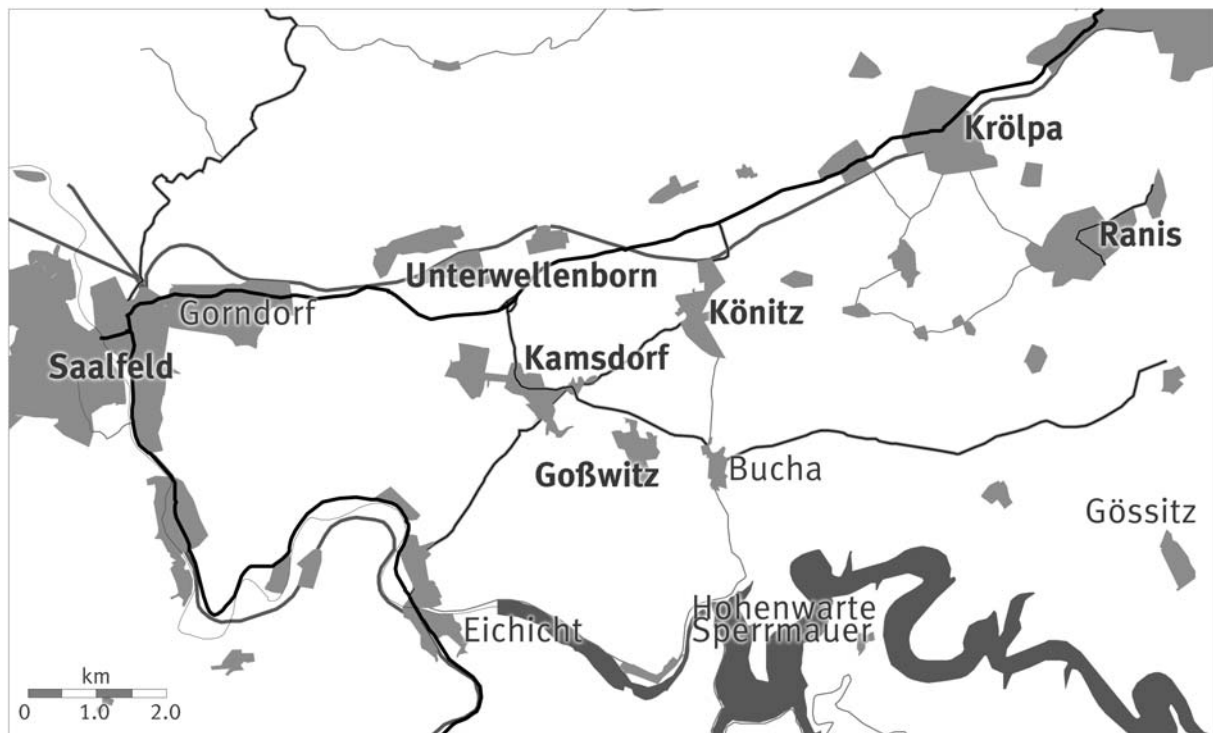 Krölpa
Ranis
Unterwellenborn
Gorndorf
Könitz
Saalfeld
Kamsdorf
Goßwitz
Bucha
Gössitz
Hohenwarte
Sperrmauer
Eichicht
km
0 1.0 2.0